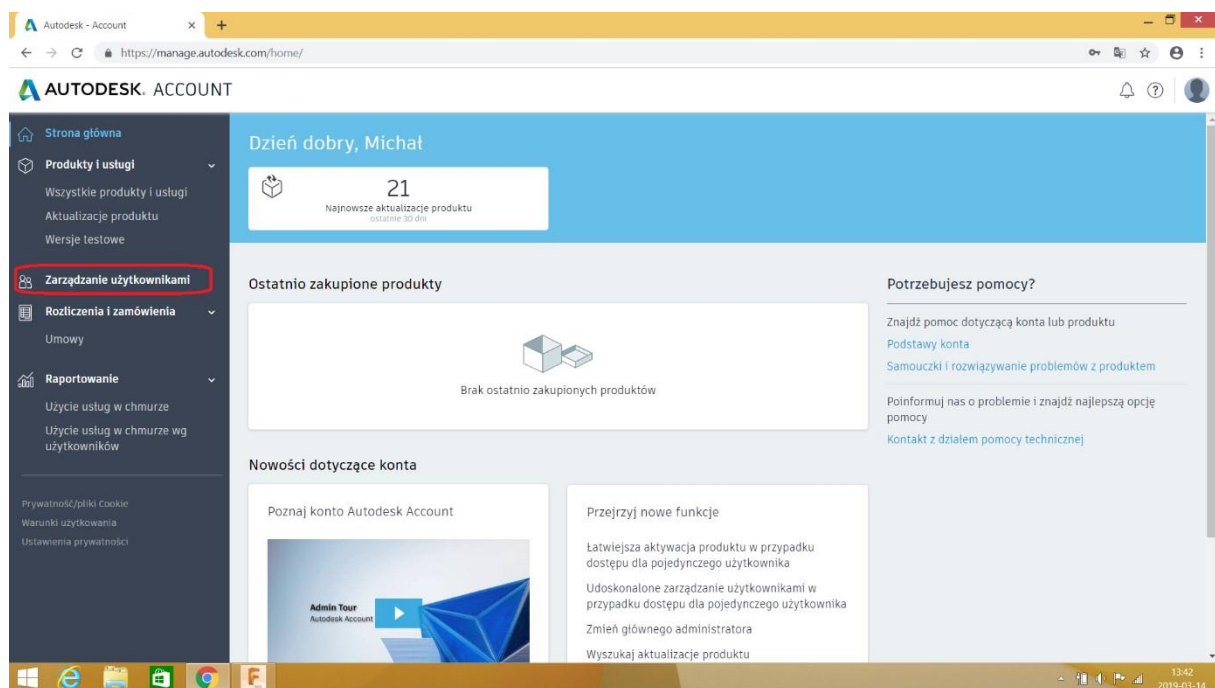 Autodesk - Account
https://manage.autodesk.com/home/
AUTODESK. ACCOUNT
Strona główna
Produkty i usługi
Wszystkie produkty i usługi
Aktualizacje produktu
Wersje testowe
Zarządzanie użytkownikami
Rozliczenia i zamówienia
Umowy
Raportowanie
Użycie usług w chmurze
Użycie usług w chmurze wg
użytkowników
Prywatność/pliki Cookie
Warunki użytkowania
Ustawienia prywatności
Dzień dobry, Michał
21
Najnowsze aktualizacje produktu
ostatnie 30 dni
Ostatnio zakupione produkty
Brak ostatnio zakupionych produktów
Nowości dotyczące konta
Poznaj konto Autodesk Account
Admin Tour
Autodesk Account
Przejrzyj nowe funkcje
Łatwiejsza aktywacja produktu w przypadku
dostępu dla pojedynczego użytkownika
Udoskonalone zarządzanie użytkownikami w
przypadku dostępu dla pojedynczego użytkownika
Zmień głównego administratora
Wyszukaj aktualizacje produktu
Potrzebujesz pomocy?
Znajdź pomoc dotyczącą konta lub produktu
Podstawy konta
Samouczki i rozwiązywanie problemów z produktem
Poinformuj nas o problemie i znajdź najlepszą opcję
pomocy
Kontakt z działem pomocy technicznej
13:42
2019-03-14